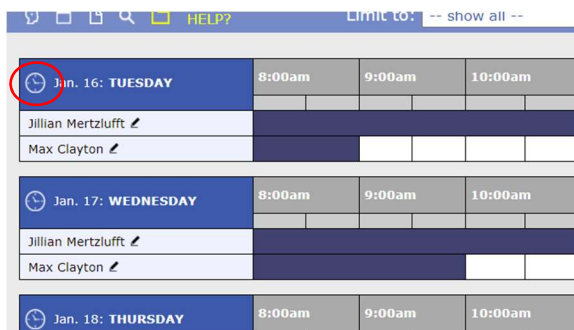 HELP? Limit to: -- show all --
Jan. 16: TUESDAY 8:00am 9:00am 10:00am
Jillian Mertzlufft
Max Clayton
Jan. 17: WEDNESDAY 8:00am 9:00am 10:00am
Jillian Mertzlufft
Max Clayton
Jan. 18: THURSDAY 8:00am 9:00am 10:00am